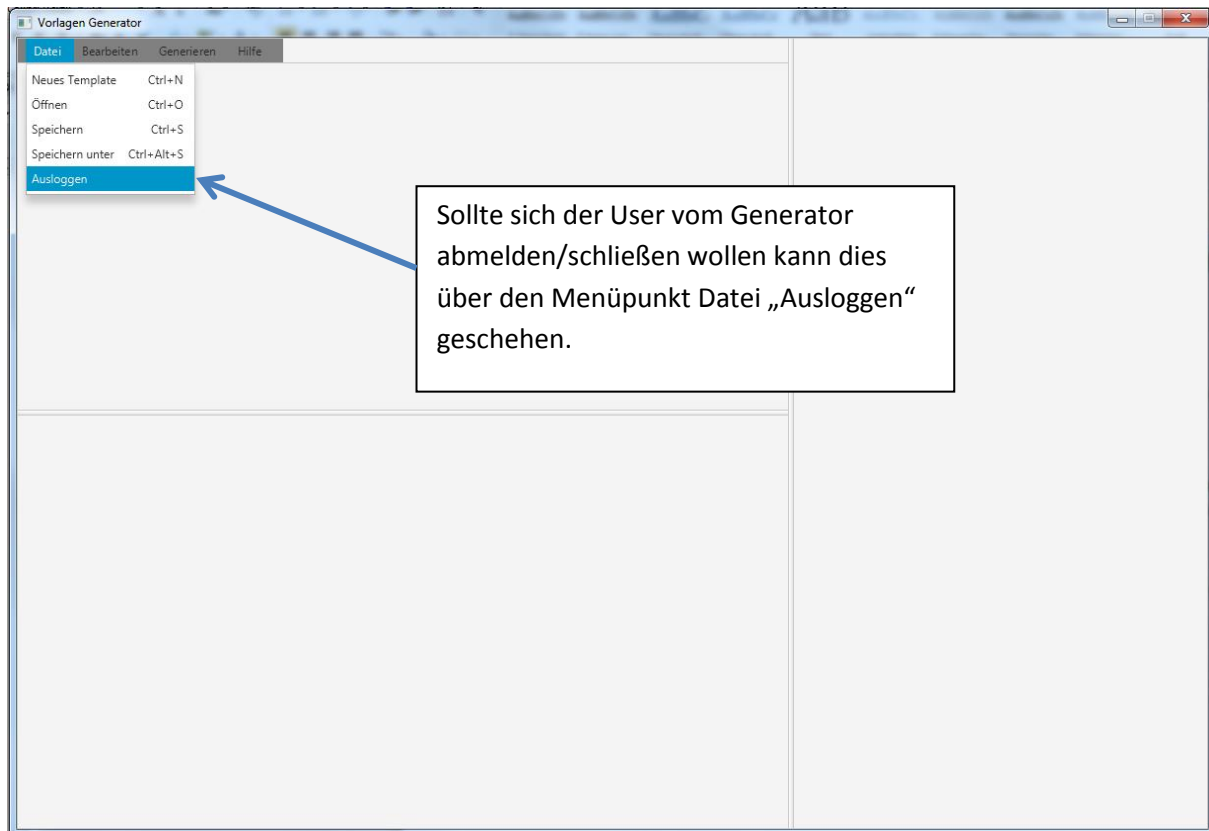 Vorlagen Generator
Datei Bearbeiten Generieren Hilfe
Neues Template Ctrl+N
Öffnen Ctrl+O
Speichern Ctrl+S
Speichern unter Ctrl+Alt+S
Ausloggen
Sollte sich der User vom Generator
abmelden/schließen wollen kann dies
über den Menüpunkt Datei „Ausloggen“
geschehen.